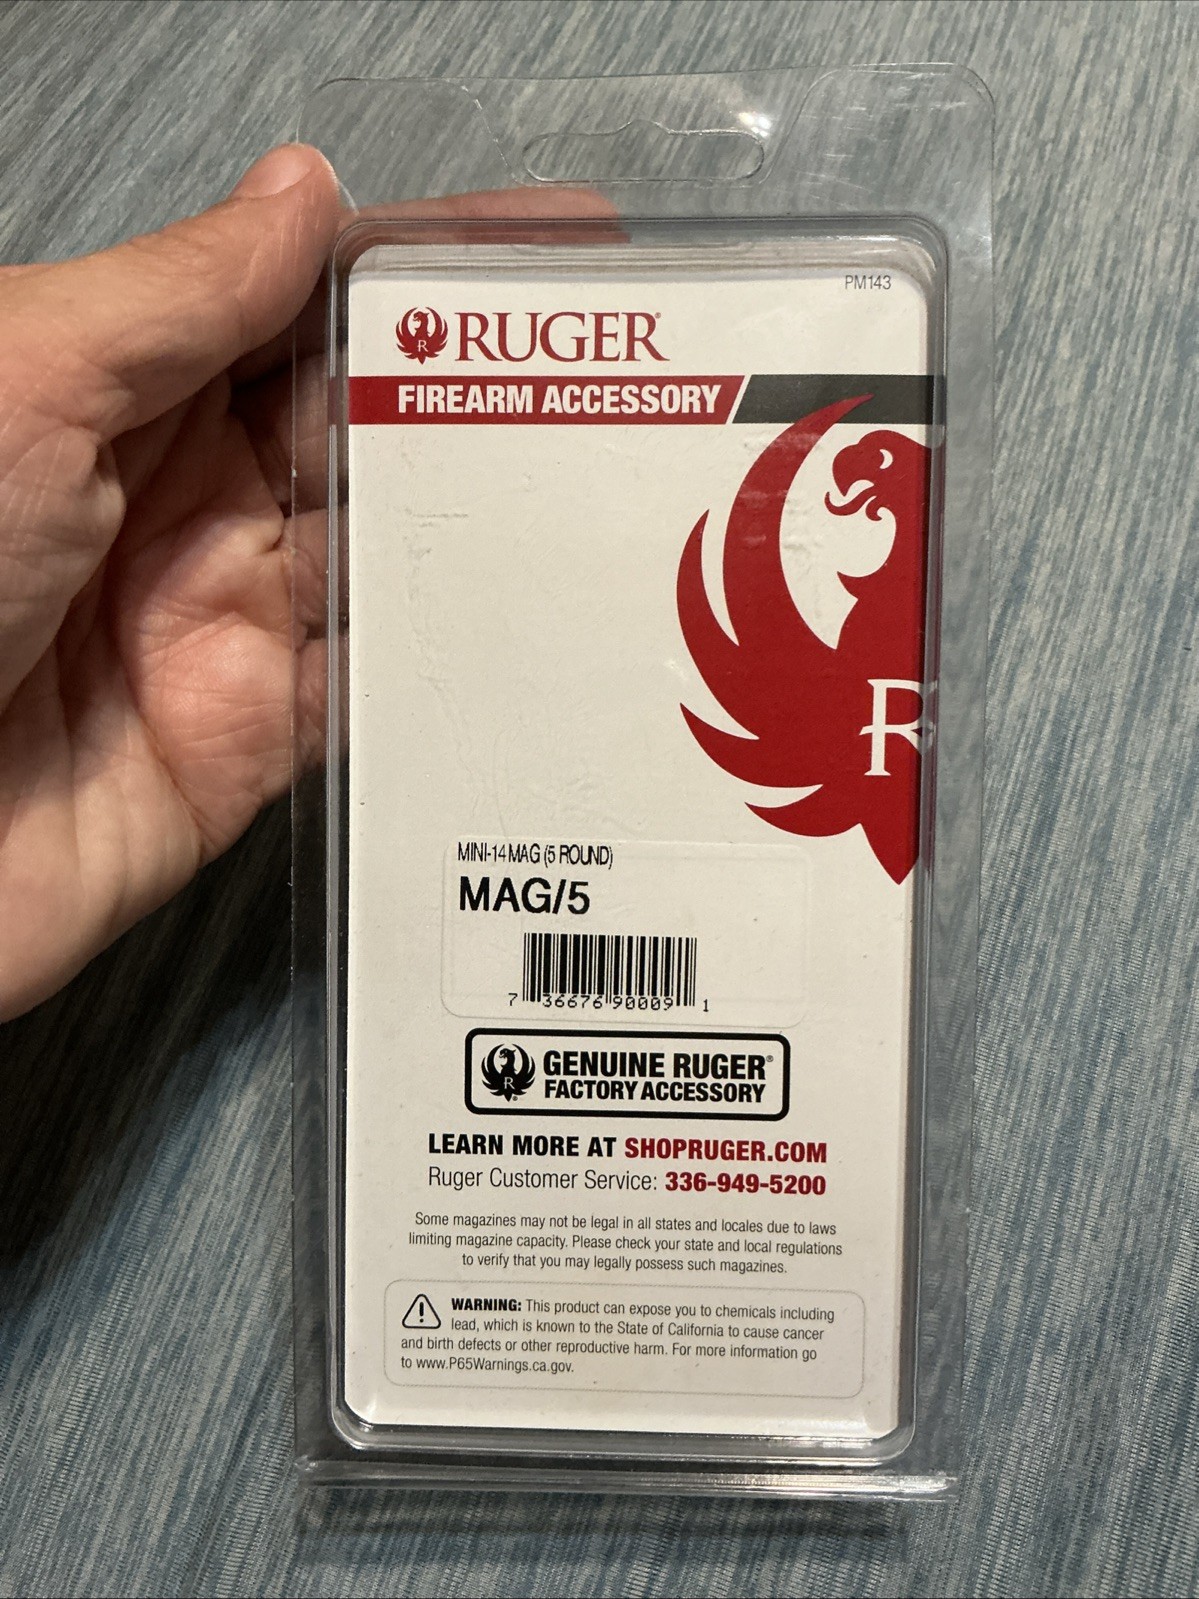 PM143
R
RUGER®
FIREARM ACCESSORY
R
MINI-14 MAG (5 ROUND)
MAG/5
7 36676 90009 1
R
GENUINE RUGER®
FACTORY ACCESSORY
LEARN MORE AT SHOPRUGER.COM
Ruger Customer Service: 336-949-5200
Some magazines may not be legal in all states and locales due to laws
limiting magazine capacity. Please check your state and local regulations
to verify that you may legally possess such magazines.
WARNING: This product can expose you to chemicals including
lead, which is known to the State of California to cause cancer
and birth defects or other reproductive harm. For more information go
to www.P65Warnings.ca.gov.